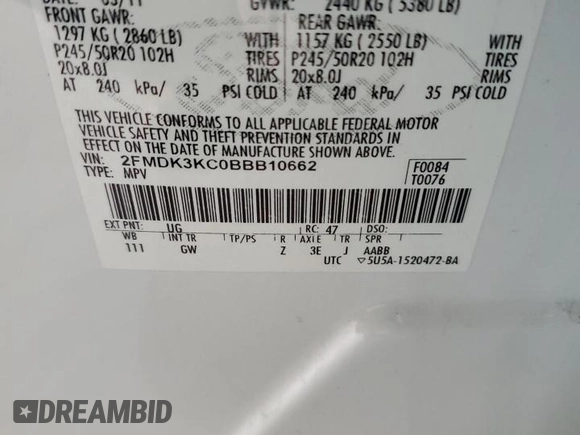 DATE: 03/11
GVWR: 2440 KG ( 5380 LB)
FRONT GAWR:
REAR GAWR:
1297 KG ( 2860 LB) WITH
1157 KG ( 2550 LB) WITH
P245/50R20 102H TIRES
P245/50R20 102H TIRES
20x8.0J RIMS
20x8.0J RIMS
AT 240 kPa/ 35 PSI COLD
AT 240 kPa/ 35 PSI COLD
THIS VEHICLE CONFORMS TO ALL APPLICABLE FEDERAL MOTOR
VEHICLE SAFETY AND THEFT PREVENTION STANDARDS IN
EFFECT ON THE DATE OF MANUFACTURE SHOWN ABOVE.
VIN: 2FMDK3KC0BBB10662
TYPE: MPV
F0084
T0076
EXT PNT: UG RC: 47 DSO:
WB INT TR TP/PS R AXLE TR SPR
111 GW Z 3E J AABB
UTC ▽5U5A-1520472-BA
DREAMBID